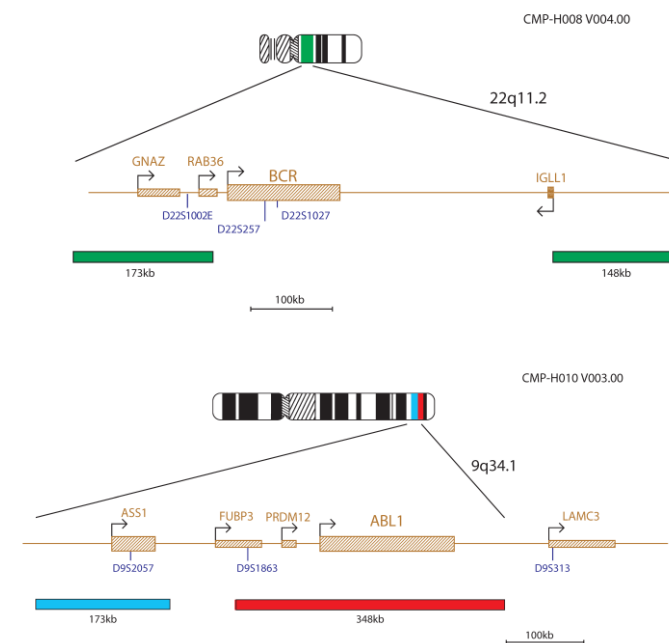 CMP-H008 V004.00
22q11.2
GNAZ RAB36 BCR IGLL1
D22S1002E D22S1027
D22S257
173kb 148kb
100kb
CMP-H010 V003.00
9q34.1
ASS1 FUBP3 PRDM12 ABL1 LAMC3
D9S2057 D9S1863 D9S313
173kb 348kb
100kb